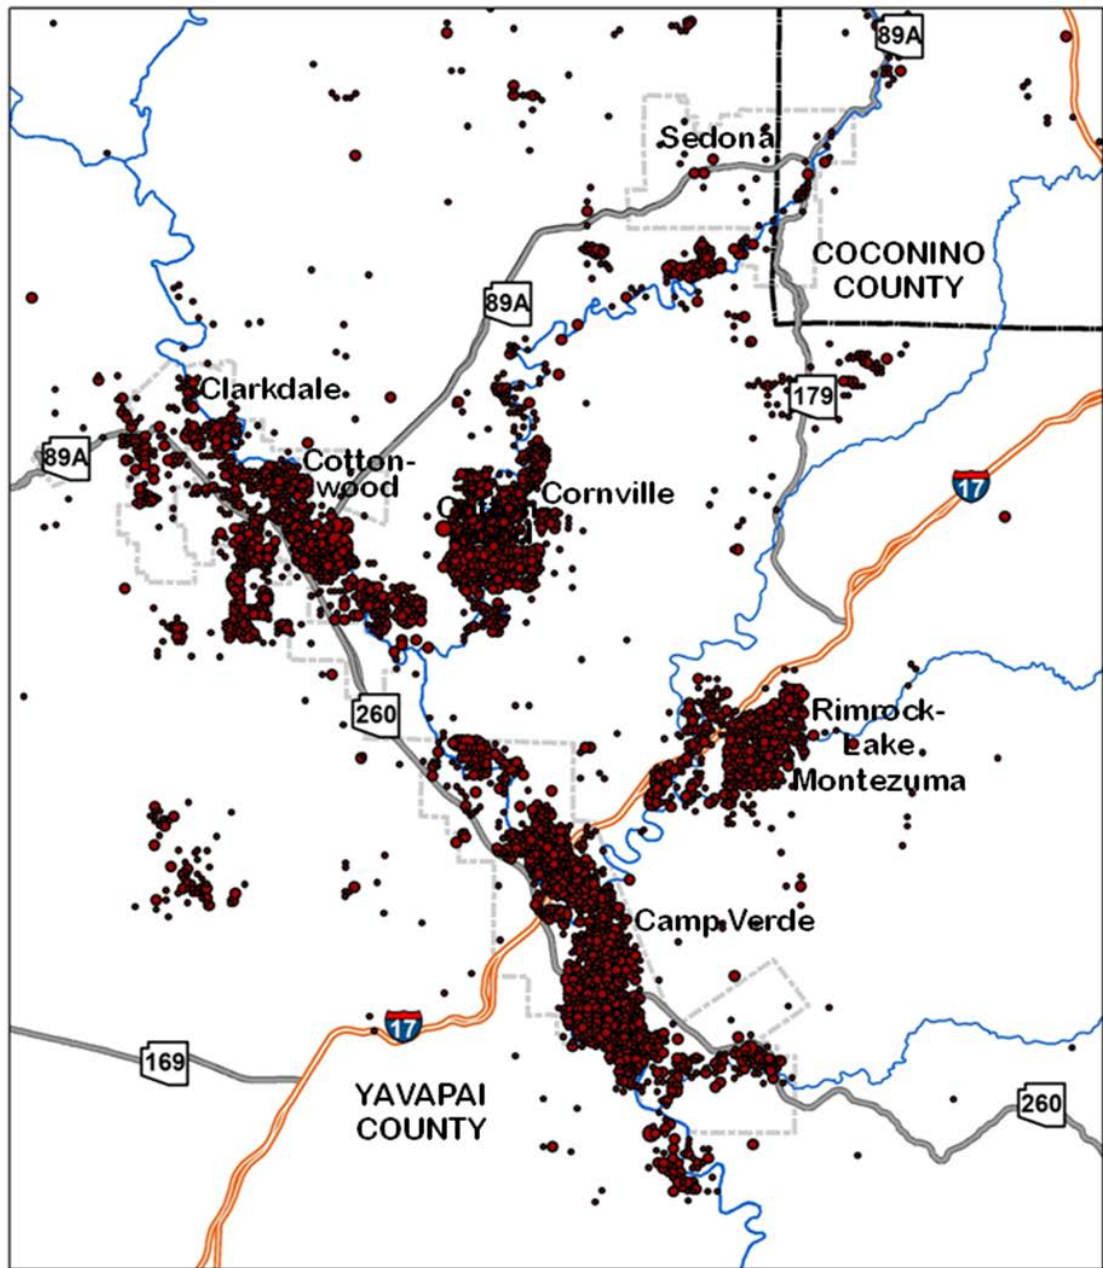 89A
Sedona
COCONINO
COUNTY
89A
Clarkdale
179
89A
Cotton-
wood
Cornville
17
260
Rimrock-
Lake
Montezuma
Camp Verde
17
169
YAVAPAI
COUNTY
260